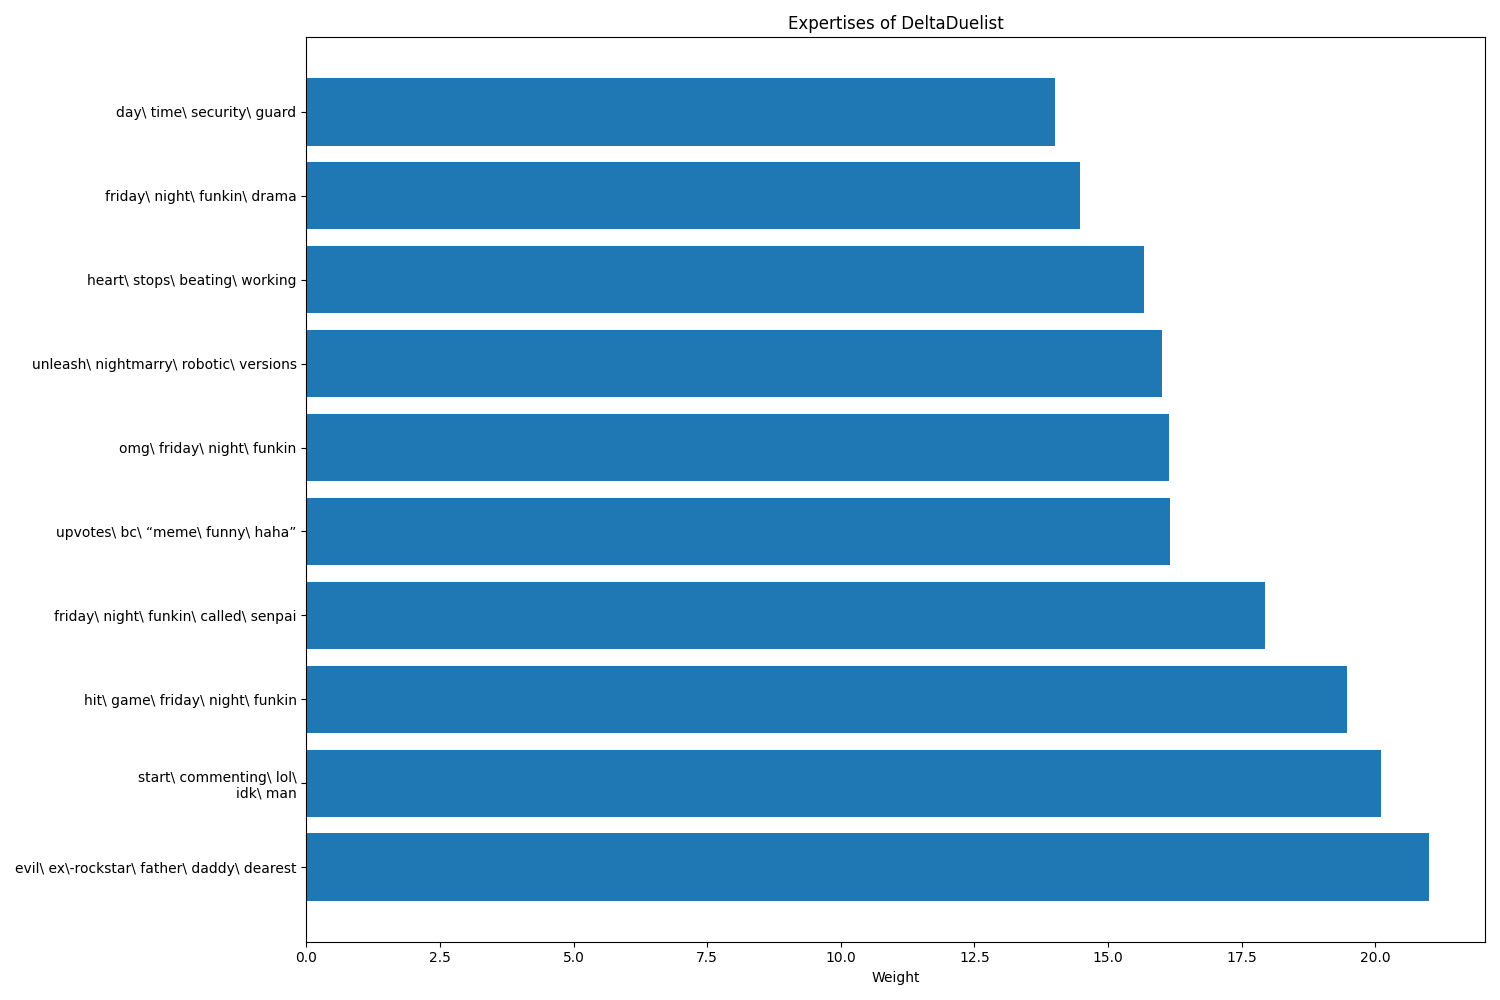 Expertises of DeltaDuelist
day\ time\ security\ guard
friday\ night\ funkin\ drama
heart\ stops\ beating\ working
unleash\ nightmarry\ robotic\ versions
omg\ friday\ night\ funkin
upvotes\ bc\ “meme\ funny\ haha”
friday\ night\ funkin\ called\ senpai
hit\ game\ friday\ night\ funkin
start\ commenting\ lol\
idk\ man
evil\ ex\-rockstar\ father\ daddy\ dearest
0.0 2.5 5.0 7.5 10.0 12.5 15.0 17.5 20.0
Weight